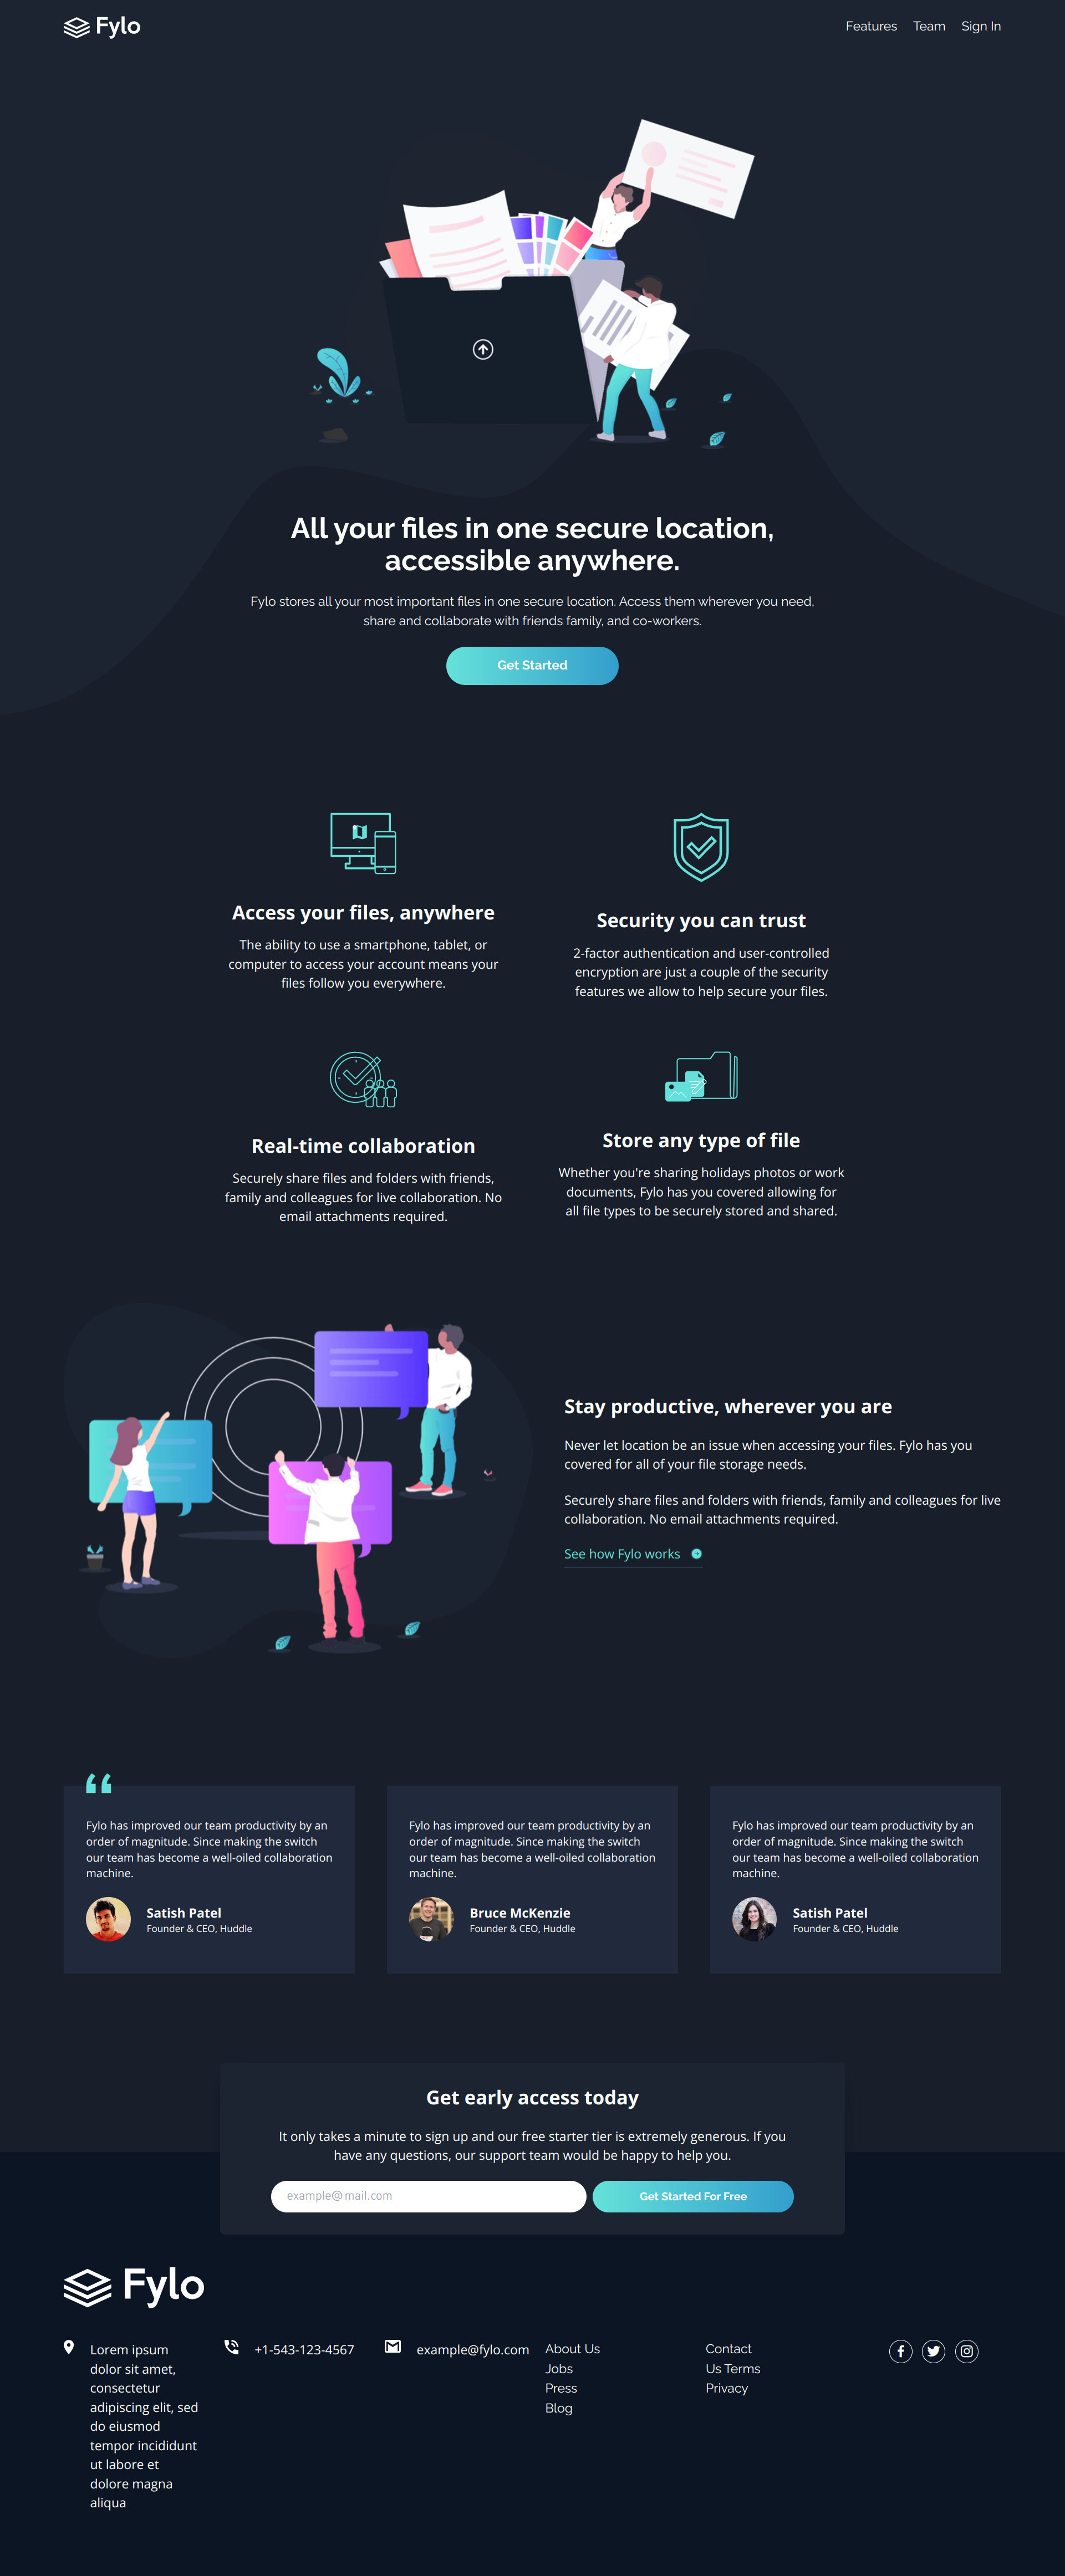 Fylo
Features Team Sign In
All your files in one secure location,
accessible anywhere.
Fylo stores all your most important files in one secure location. Access them wherever you need,
share and collaborate with friends family, and co-workers.
Get Started
Access your files, anywhere
The ability to use a smartphone, tablet, or
computer to access your account means your
files follow you everywhere.
Security you can trust
2-factor authentication and user-controlled
encryption are just a couple of the security
features we allow to help secure your files.
Real-time collaboration
Securely share files and folders with friends,
family and colleagues for live collaboration. No
email attachments required.
Store any type of file
Whether you're sharing holidays photos or work
documents, Fylo has you covered allowing for
all file types to be securely stored and shared.
Stay productive, wherever you are
Never let location be an issue when accessing your files. Fylo has you
covered for all of your file storage needs.
Securely share files and folders with friends, family and colleagues for live
collaboration. No email attachments required.
See how Fylo works
Fylo has improved our team productivity by an
order of magnitude. Since making the switch
our team has become a well-oiled collaboration
machine.
Satish Patel
Founder & CEO, Huddle
Fylo has improved our team productivity by an
order of magnitude. Since making the switch
our team has become a well-oiled collaboration
machine.
Bruce McKenzie
Founder & CEO, Huddle
Fylo has improved our team productivity by an
order of magnitude. Since making the switch
our team has become a well-oiled collaboration
machine.
Satish Patel
Founder & CEO, Huddle
Get early access today
It only takes a minute to sign up and our free starter tier is extremely generous. If you
have any questions, our support team would be happy to help you.
example@mail.com
Get Started For Free
Fylo
Lorem ipsum
dolor sit amet,
consectetur
adipiscing elit, sed
do eiusmod
tempor incididunt
ut labore et
dolore magna
aliqua
+1-543-123-4567
example@fylo.com
About Us
Jobs
Press
Blog
Contact
Us Terms
Privacy